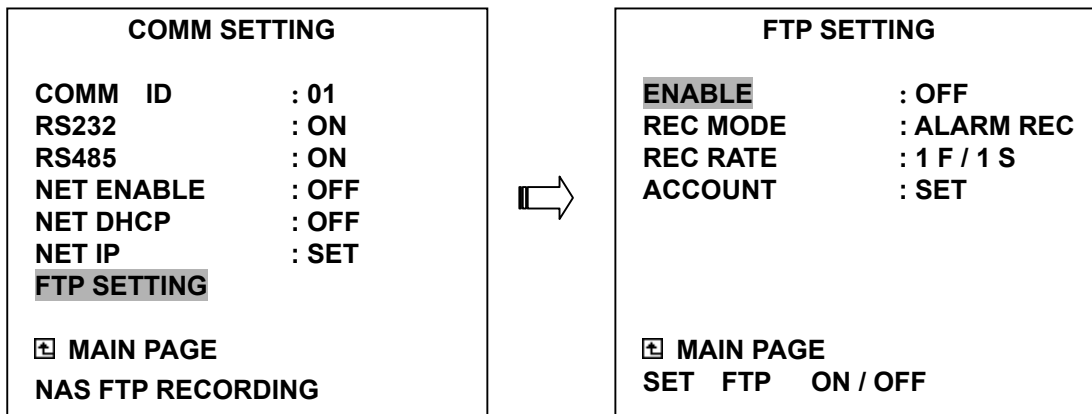 COMM SETTING
COMM ID : 01
RS232 : ON
RS485 : ON
NET ENABLE : OFF
NET DHCP : OFF
NET IP : SET
FTP SETTING
MAIN PAGE
NAS FTP RECORDING
FTP SETTING
ENABLE : OFF
REC MODE : ALARM REC
REC RATE : 1 F / 1 S
ACCOUNT : SET
MAIN PAGE
SET FTP ON / OFF